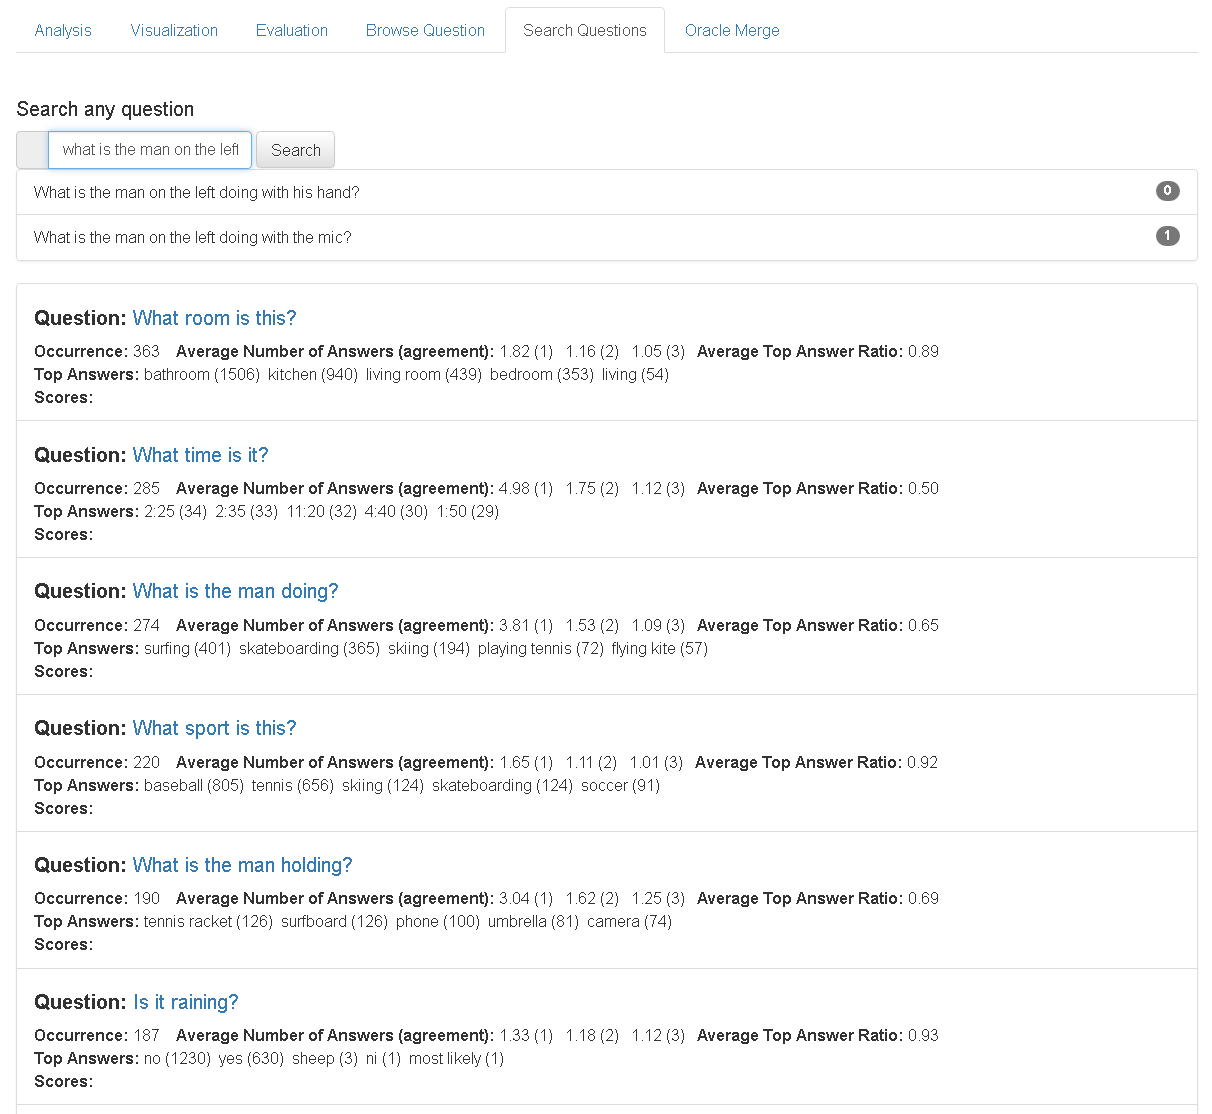 Analysis Visualization Evaluation Browse Question Search Questions Oracle Merge
Search any question
what is the man on the left Search
What is the man on the left doing with his hand? 0
What is the man on the left doing with the mic? 1
Question: What room is this?
Occurrence: 363 Average Number of Answers (agreement): 1.82 (1) 1.16 (2) 1.05 (3) Average Top Answer Ratio: 0.89
Top Answers: bathroom (1506) kitchen (940) living room (439) bedroom (353) living (54)
Scores:
Question: What time is it?
Occurrence: 285 Average Number of Answers (agreement): 4.98 (1) 1.75 (2) 1.12 (3) Average Top Answer Ratio: 0.50
Top Answers: 2:25 (34) 2:35 (33) 11:20 (32) 4:40 (30) 1:50 (29)
Scores:
Question: What is the man doing?
Occurrence: 274 Average Number of Answers (agreement): 3.81 (1) 1.53 (2) 1.09 (3) Average Top Answer Ratio: 0.65
Top Answers: surfing (401) skateboarding (365) skiing (194) playing tennis (72) flying kite (57)
Scores:
Question: What sport is this?
Occurrence: 220 Average Number of Answers (agreement): 1.65 (1) 1.11 (2) 1.01 (3) Average Top Answer Ratio: 0.92
Top Answers: baseball (805) tennis (656) skiing (124) skateboarding (124) soccer (91)
Scores:
Question: What is the man holding?
Occurrence: 190 Average Number of Answers (agreement): 3.04 (1) 1.62 (2) 1.25 (3) Average Top Answer Ratio: 0.69
Top Answers: tennis racket (126) surfboard (126) phone (100) umbrella (81) camera (74)
Scores:
Question: Is it raining?
Occurrence: 187 Average Number of Answers (agreement): 1.33 (1) 1.18 (2) 1.12 (3) Average Top Answer Ratio: 0.93
Top Answers: no (1230) yes (630) sheep (3) ni (1) most likely (1)
Scores: